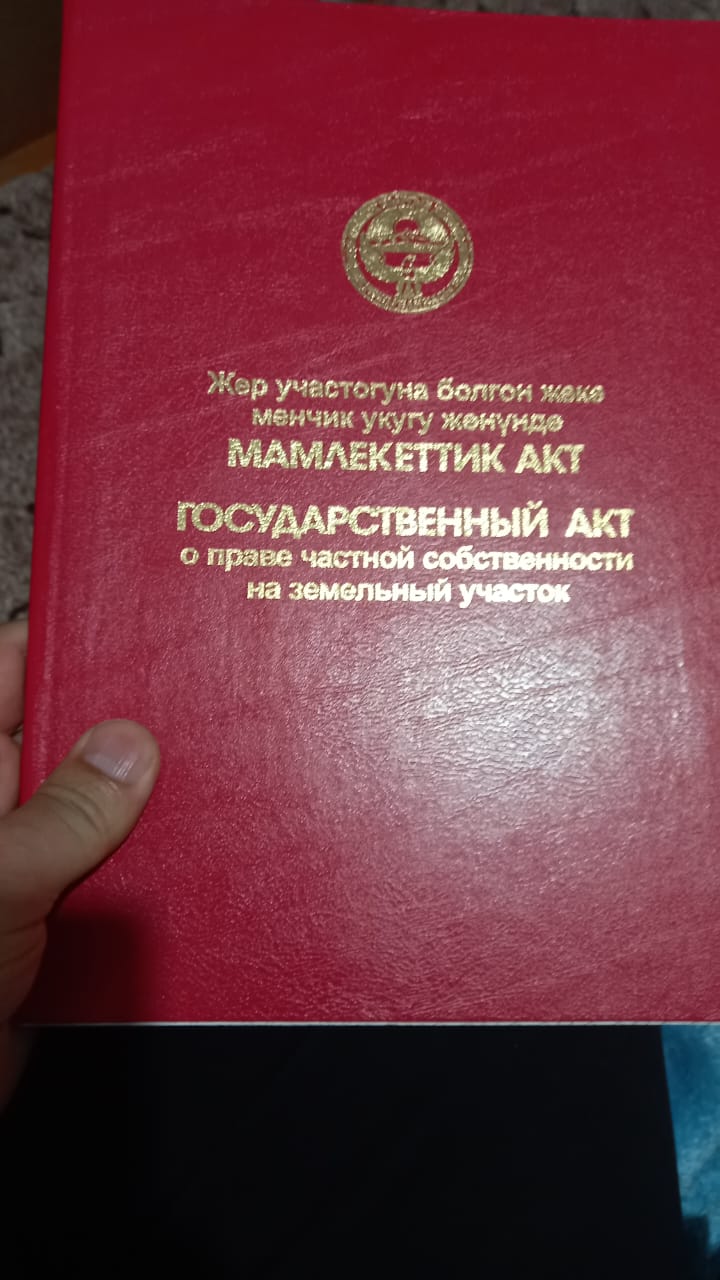 Жер участогуна болгон жеке
менчик укугу жөнүндө
МАМЛЕКЕТТИК АКТ
ГОСУДАРСТВЕННЫЙ АКТ
о праве частной собственности
на земельный участок